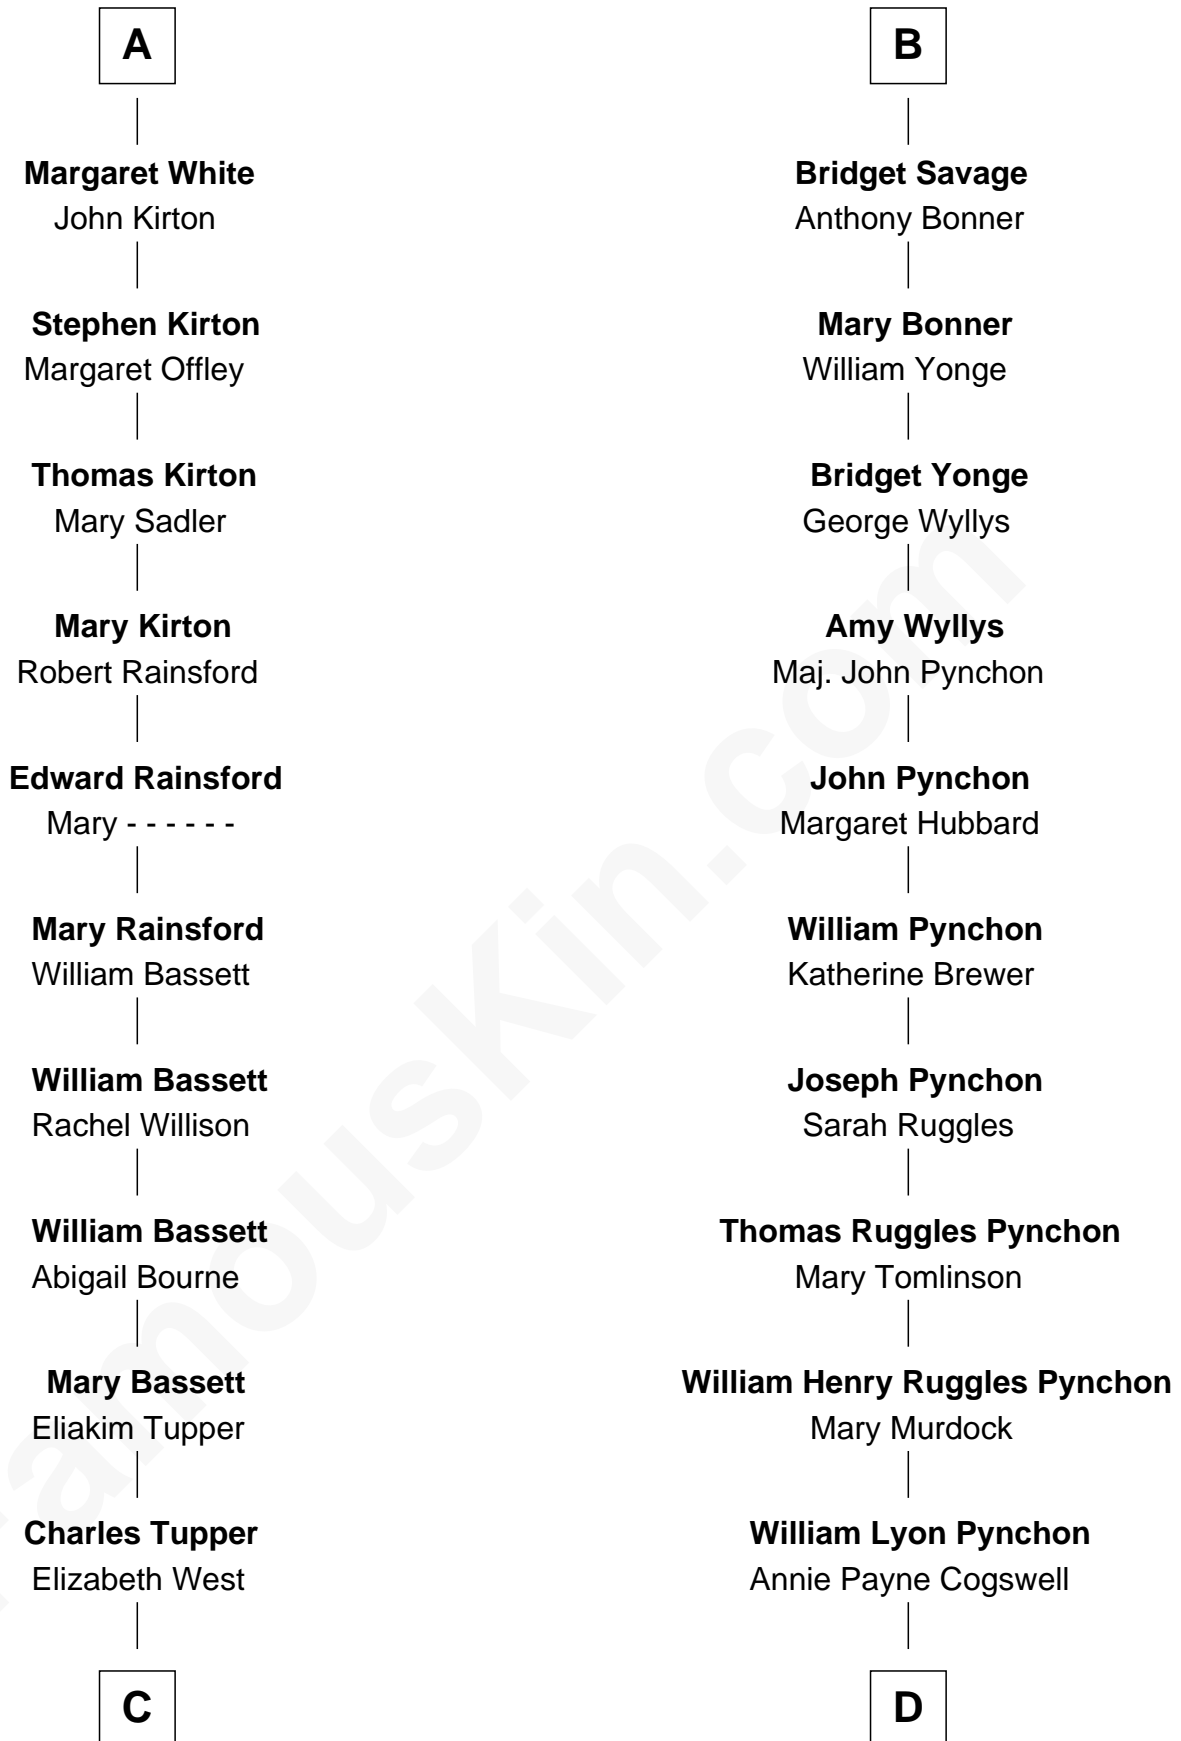 A
Margaret White
John Kirton
Stephen Kirton
Margaret Offley
Thomas Kirton
Mary Sadler
Mary Kirton
Robert Rainsford
Edward Rainsford
Mary - - - - - -
Mary Rainsford
William Bassett
William Bassett
Rachel Willison
William Bassett
Abigail Bourne
Mary Bassett
Eliakim Tupper
Charles Tupper
Elizabeth West
C
B
Bridget Savage
Anthony Bonner
Mary Bonner
William Yonge
Bridget Yonge
George Wyllys
Amy Wyllys
Maj. John Pynchon
John Pynchon
Margaret Hubbard
William Pynchon
Katherine Brewer
Joseph Pynchon
Sarah Ruggles
Thomas Ruggles Pynchon
Mary Tomlinson
William Henry Ruggles Pynchon
Mary Murdock
William Lyon Pynchon
Annie Payne Cogswell
D
FamousKin.com